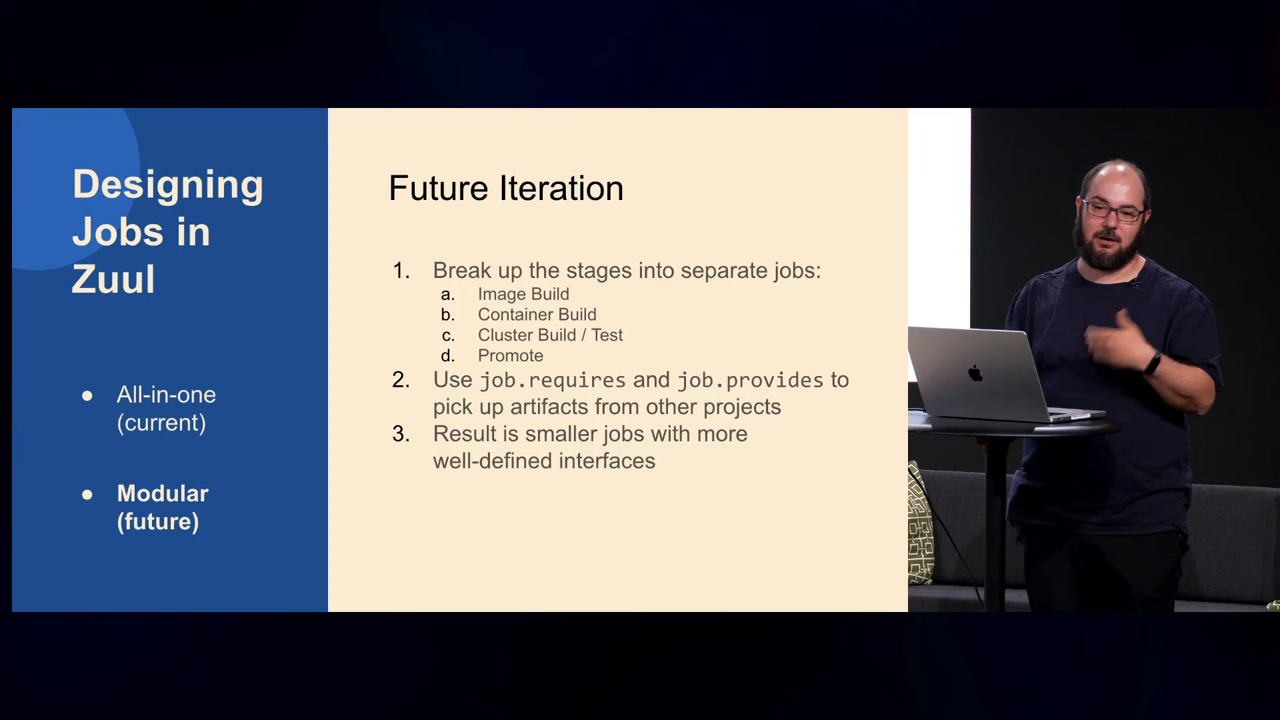 Designing
Jobs in
Zuul
● All-in-one
(current)
● Modular
(future)
Future Iteration
1. Break up the stages into separate jobs:
a. Image Build
b. Container Build
c. Cluster Build / Test
d. Promote
2. Use job.requires and job.provides to
pick up artifacts from other projects
3. Result is smaller jobs with more
well-defined interfaces